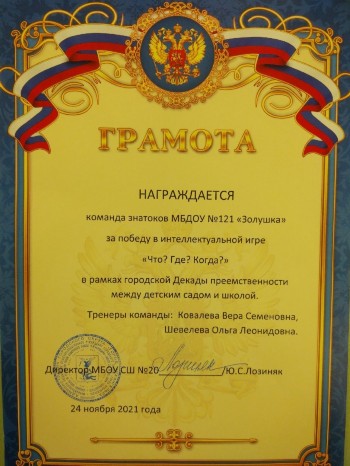 ГРАМОТА
НАГРАЖДАЕТСЯ
команда знатоков МБДОУ №121 «Золушка»
за победу в интеллектуальной игре
«Что? Где? Когда?»
в рамках городской Декады преемственности
между детским садом и школой.
Тренеры команды: Ковалева Вера Семеновна,
Шевелева Ольга Леонидовна.
Директор МБОУ СШ №20 /Ю.С.Лозиняк
24 ноября 2021 года